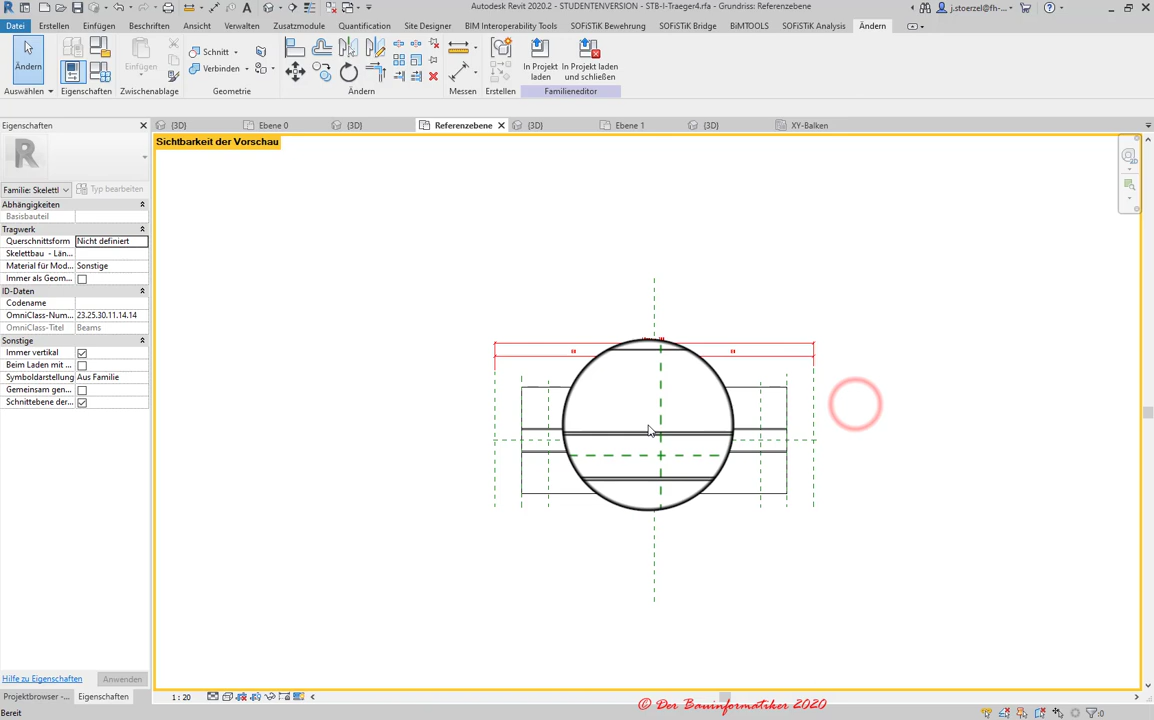 Autodesk Revit 2020.2 - STUDENTENVERSION - STB-I-Traeger4.rfa - Grundriss: Referenzebene
j.stoerzel@fh-...
Datei Erstellen Einfügen Beschriften Ansicht Verwalten Zusatzmodule Quantification Site Designer BIM Interoperability Tools SOFiSTiK Bewehrung SOFiSTiK Bridge BiMTOOLS SOFiSTiK Analysis Ändern
Schnitt
Ändern Einfügen Verbinden In Projekt laden In Projekt laden und schließen
Auswählen Eigenschaften Zwischenablage Geometrie Ändern Messen Erstellen Familieneditor
Eigenschaften {3D} Ebene 0 {3D} Referenzebene {3D} Ebene 1 {3D} XY-Balken
Sichtbarkeit der Vorschau
Familie: Skelettl Typ bearbeiten
Abhängigkeiten
Basisbauteil
Tragwerk
Querschnittsform Nicht definiert
Skelettbau - Län...
Material für Mod... Sonstige
Immer als Geom...
ID-Daten
Codename
OmniClass-Num... 23.25.30.11.14.14
OmniClass-Titel Beams
Sonstige
Immer vertikal
Beim Laden mit ...
Symboldarstellung Aus Familie
Gemeinsam gen...
Schnittebene der...
Hilfe zu Eigenschaften Anwenden
Projektbrowser -... Eigenschaften 1 : 20
© Der Bauinformatiker 2020
Bereit :0